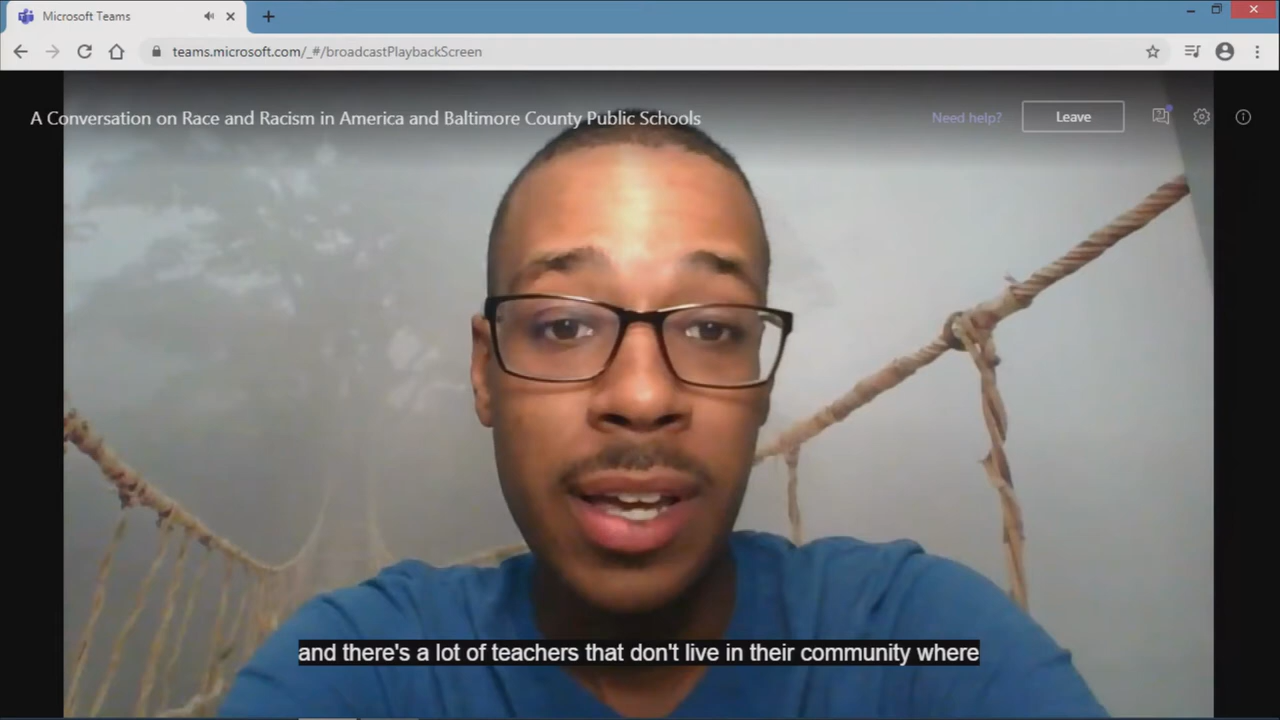 Microsoft Teams
teams.microsoft.com/_#/broadcastPlaybackScreen
A Conversation on Race and Racism in America and Baltimore County Public Schools
Need help?
Leave
and there's a lot of teachers that don't live in their community where